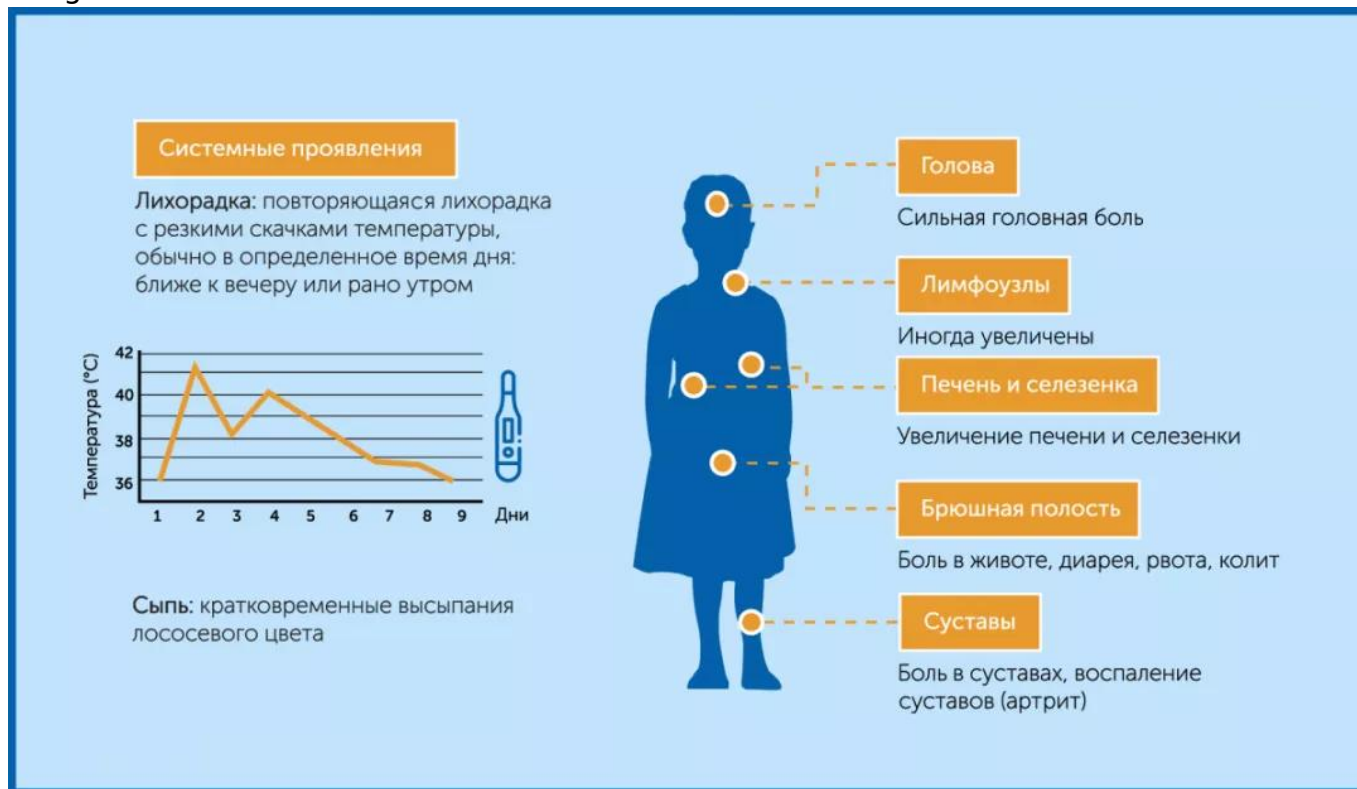 Системные проявления
Лихорадка: повторяющаяся лихорадка
с резкими скачками температуры,
обычно в определенное время дня:
ближе к вечеру или рано утром
Температура (°C)
42
40
38
36
1 2 3 4 5 6 7 8 9 Дни
Сыпь: кратковременные высыпания
лососевого цвета
Голова
Сильная головная боль
Лимфоузлы
Иногда увеличены
Печень и селезенка
Увеличение печени и селезенки
Брюшная полость
Боль в животе, диарея, рвота, колит
Суставы
Боль в суставах, воспаление
суставов (артрит)